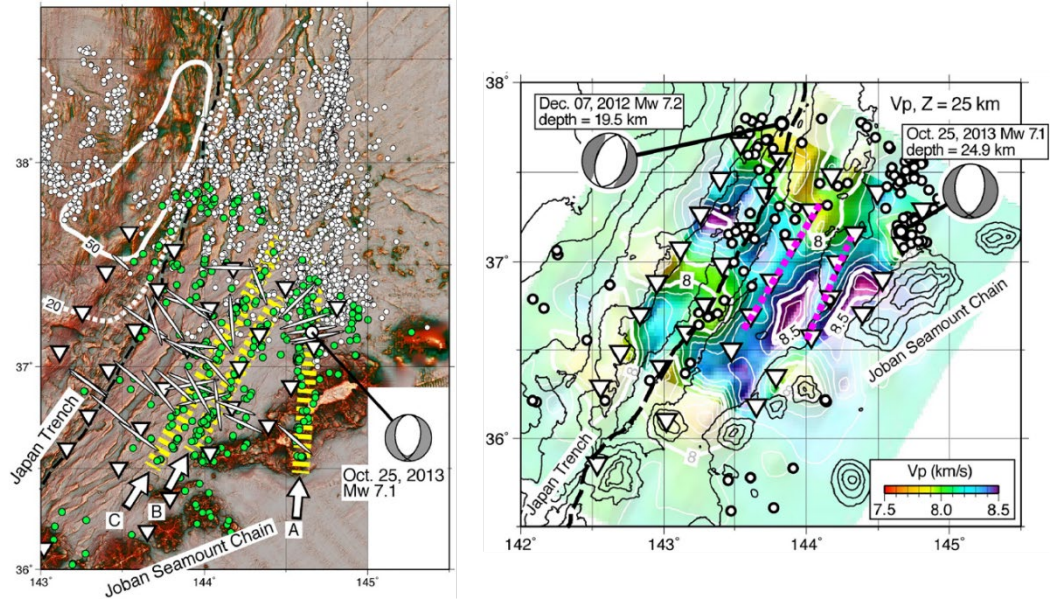 38°
50
20
37°
Japan Trench
Oct. 25, 2013
Mw 7.1
C
B
A
Joban Seamount Chain
36°
143°
144°
145°
38°
Dec. 07, 2012 Mw 7.2
depth = 19.5 km
Vp, Z = 25 km
Oct. 25, 2013 Mw 7.1
depth = 24.9 km
8
37°
8
8.5
8.5
Joban Seamount Chain
8
36°
8
Japan Trench
Vp (km/s)
7.5
8.0
8.5
142°
143°
144°
145°